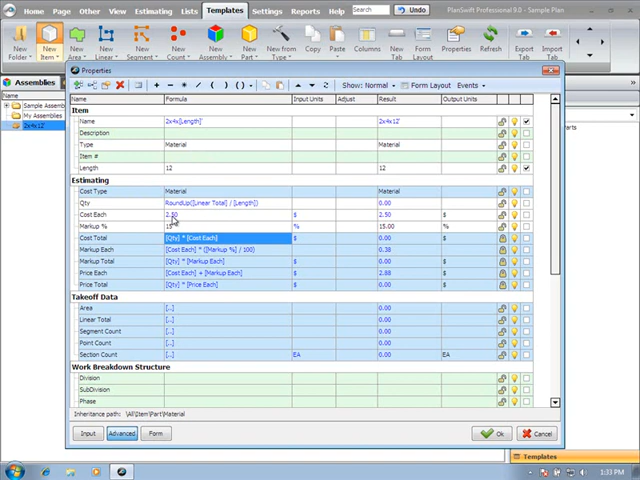 PlanSwift Professional 9.0 - Sample Plan
Home Page Other View Estimating Lists Templates Settings Help Search Undo
New Folder New Item New Linear New Segment New Count New Assembly New Part New from Type Copy Paste Columns New Tab Form Layout Properties Refresh Export Tab Import Tab
Assemblies
Name
Sample Assemblies
My Assemblies
2x4x12'
Properties
Show: Normal Form Layout Events
Name Formula Input Units Adjust Result Output Units
Item
Name 2x4x[Length]' 2x4x12'
Description
Type Material Material
Item #
Length 12 12
Estimating
Cost Type Material Material
Qty RoundUp([Linear Total] / [Length]) 0.00
Cost Each 2.50 $ 2.50 $
Markup % 15 % 15.00 %
Cost Total [Qty] * [Cost Each] $ 0.00 $
Markup Each [Cost Each] * ([Markup %] / 100) 0.38
Markup Total [Qty] * [Markup Each] 0.00
Price Each [Cost Each] + [Markup Each] $ 2.88 $
Price Total [Qty] * [Price Each] $ 0.00 $
Takeoff Data
Area [...] 0.00
Linear Total [...] 0.00
Segment Count [...] 0.00
Point Count [...] 0.00
Section Count [...] EA 0.00 EA
Work Breakdown Structure
Division
SubDivision
Phase
Inheritance path: \All\Item\Part\Material
Input Advanced Form Ok Cancel
Templates
1:33 PM